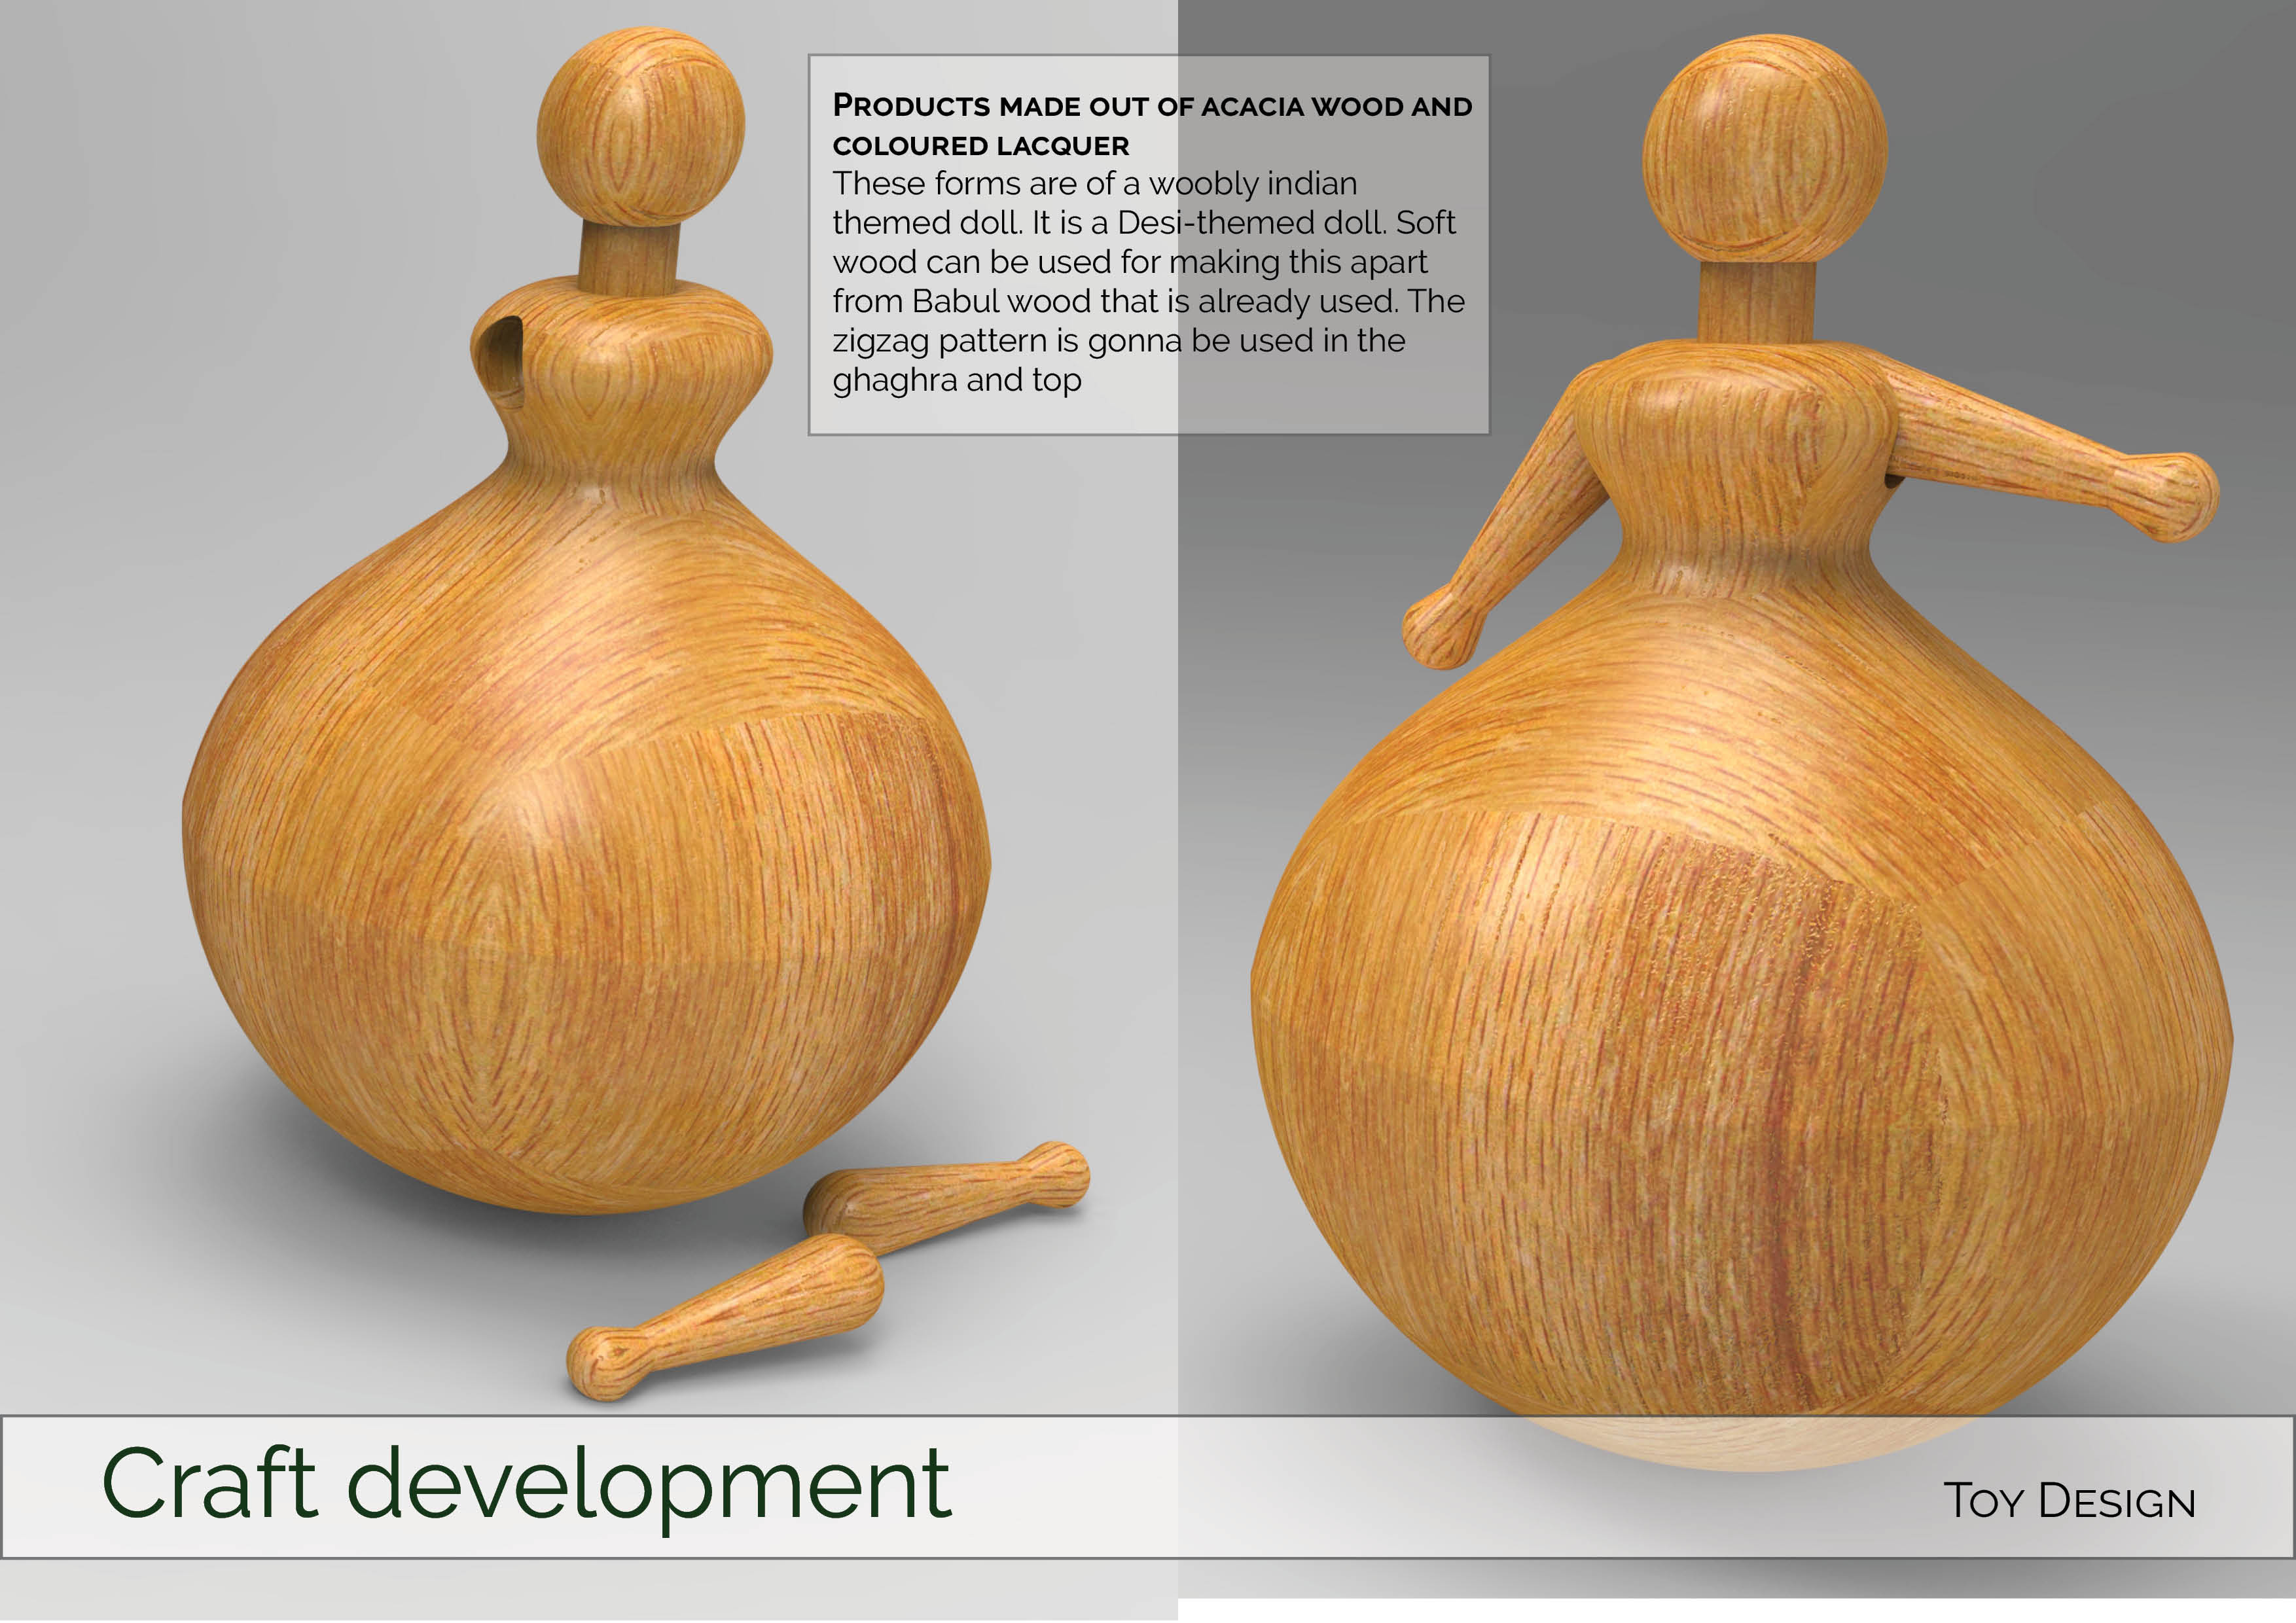 PRODUCTS MADE OUT OF ACACIA WOOD AND
COLOURED LACQUER
These forms are of a woobly indian
themed doll. It is a Desi-themed doll. Soft
wood can be used for making this apart
from Babul wood that is already used. The
zigzag pattern is gonna be used in the
ghaghra and top
Craft development
TOY DESIGN